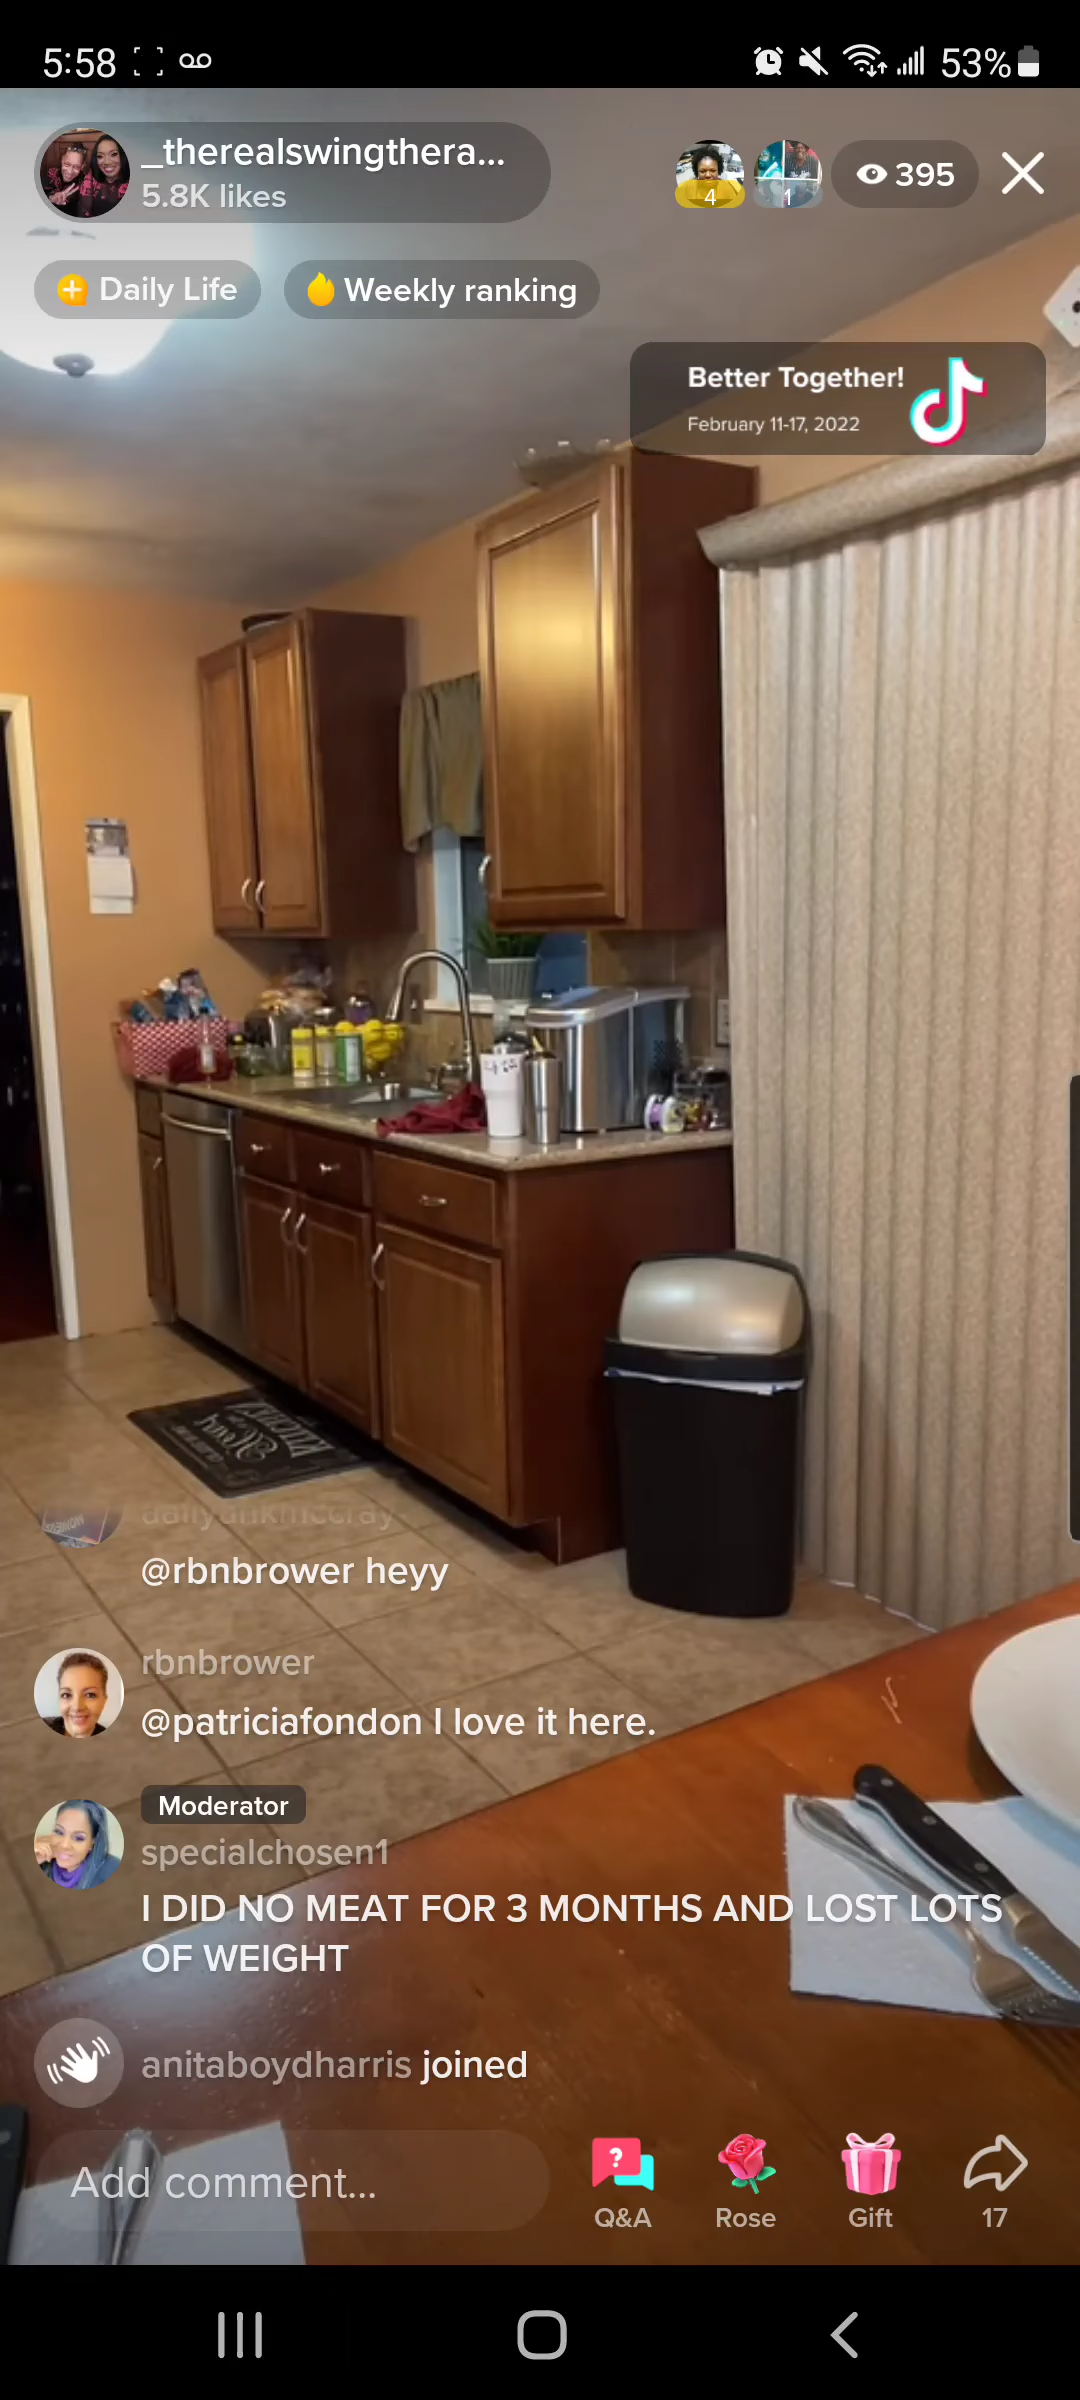 5:58
53%
_therealswingthera...
5.8K likes
4
1
395
Daily Life
Weekly ranking
Better Together!
February 11-17, 2022
dailydrkmccray
@rbnbrower heyy
rbnbrower
@patriciafondon I love it here.
Moderator
specialchosen1
I DID NO MEAT FOR 3 MONTHS AND LOST LOTS
OF WEIGHT
anitaboydharris joined
Add comment...
?
Q&A
Rose
Gift
17